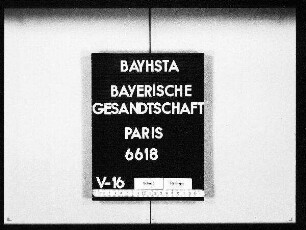 BAYHSTA
BAYERISCHE
GESANDTSCHAFT
PARIS
6618
V-16